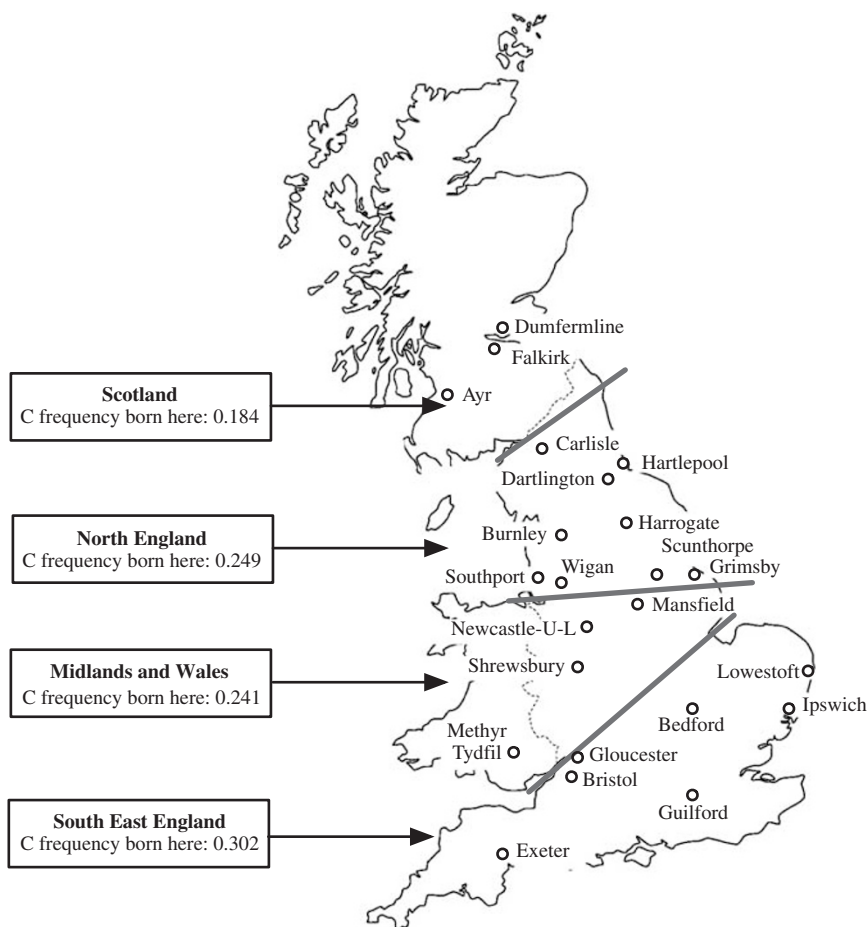 Dumfermline
Falkirk
Scotland
C frequency born here: 0.184
Ayr
Carlisle
Hartlepool
Dartlington
North England
C frequency born here: 0.249
Burnley
Harrogate
Scunthorpe
Southport
Wigan
Grimsby
Mansfield
Newcastle-U-L
Midlands and Wales
C frequency born here: 0.241
Shrewsbury
Lowestoft
Bedford
Ipswich
Methyr
Tydfil
Gloucester
Bristol
South East England
C frequency born here: 0.302
Guilford
Exeter